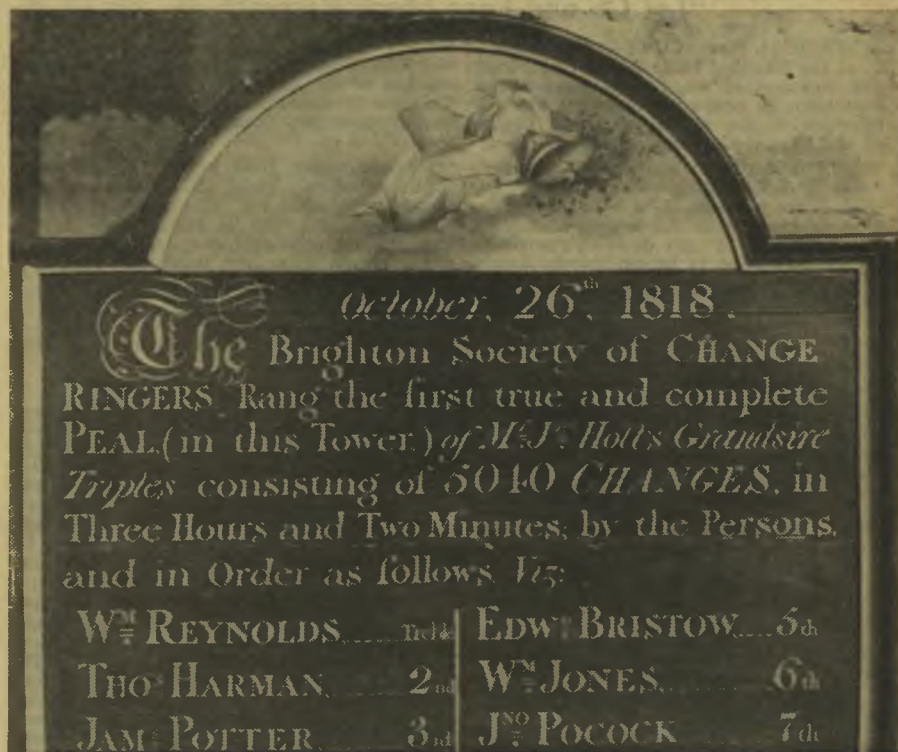 October, 26th, 1818.
The Brighton Society of CHANGE
RINGERS Rang the first true and complete
PEAL, (in this Tower) of Mr Jn Holt's Grandsire
Triples consisting of 5040 CHANGES, in
Three Hours and Two Minutes, by the Persons,
and in Order as follows, Viz:
Wm REYNOLDS Treble
THOs HARMAN 2nd
JAMs POTTER 3rd
EDWd BRISTOW 5th
Wm JONES 6th
JNO POCOCK 7th